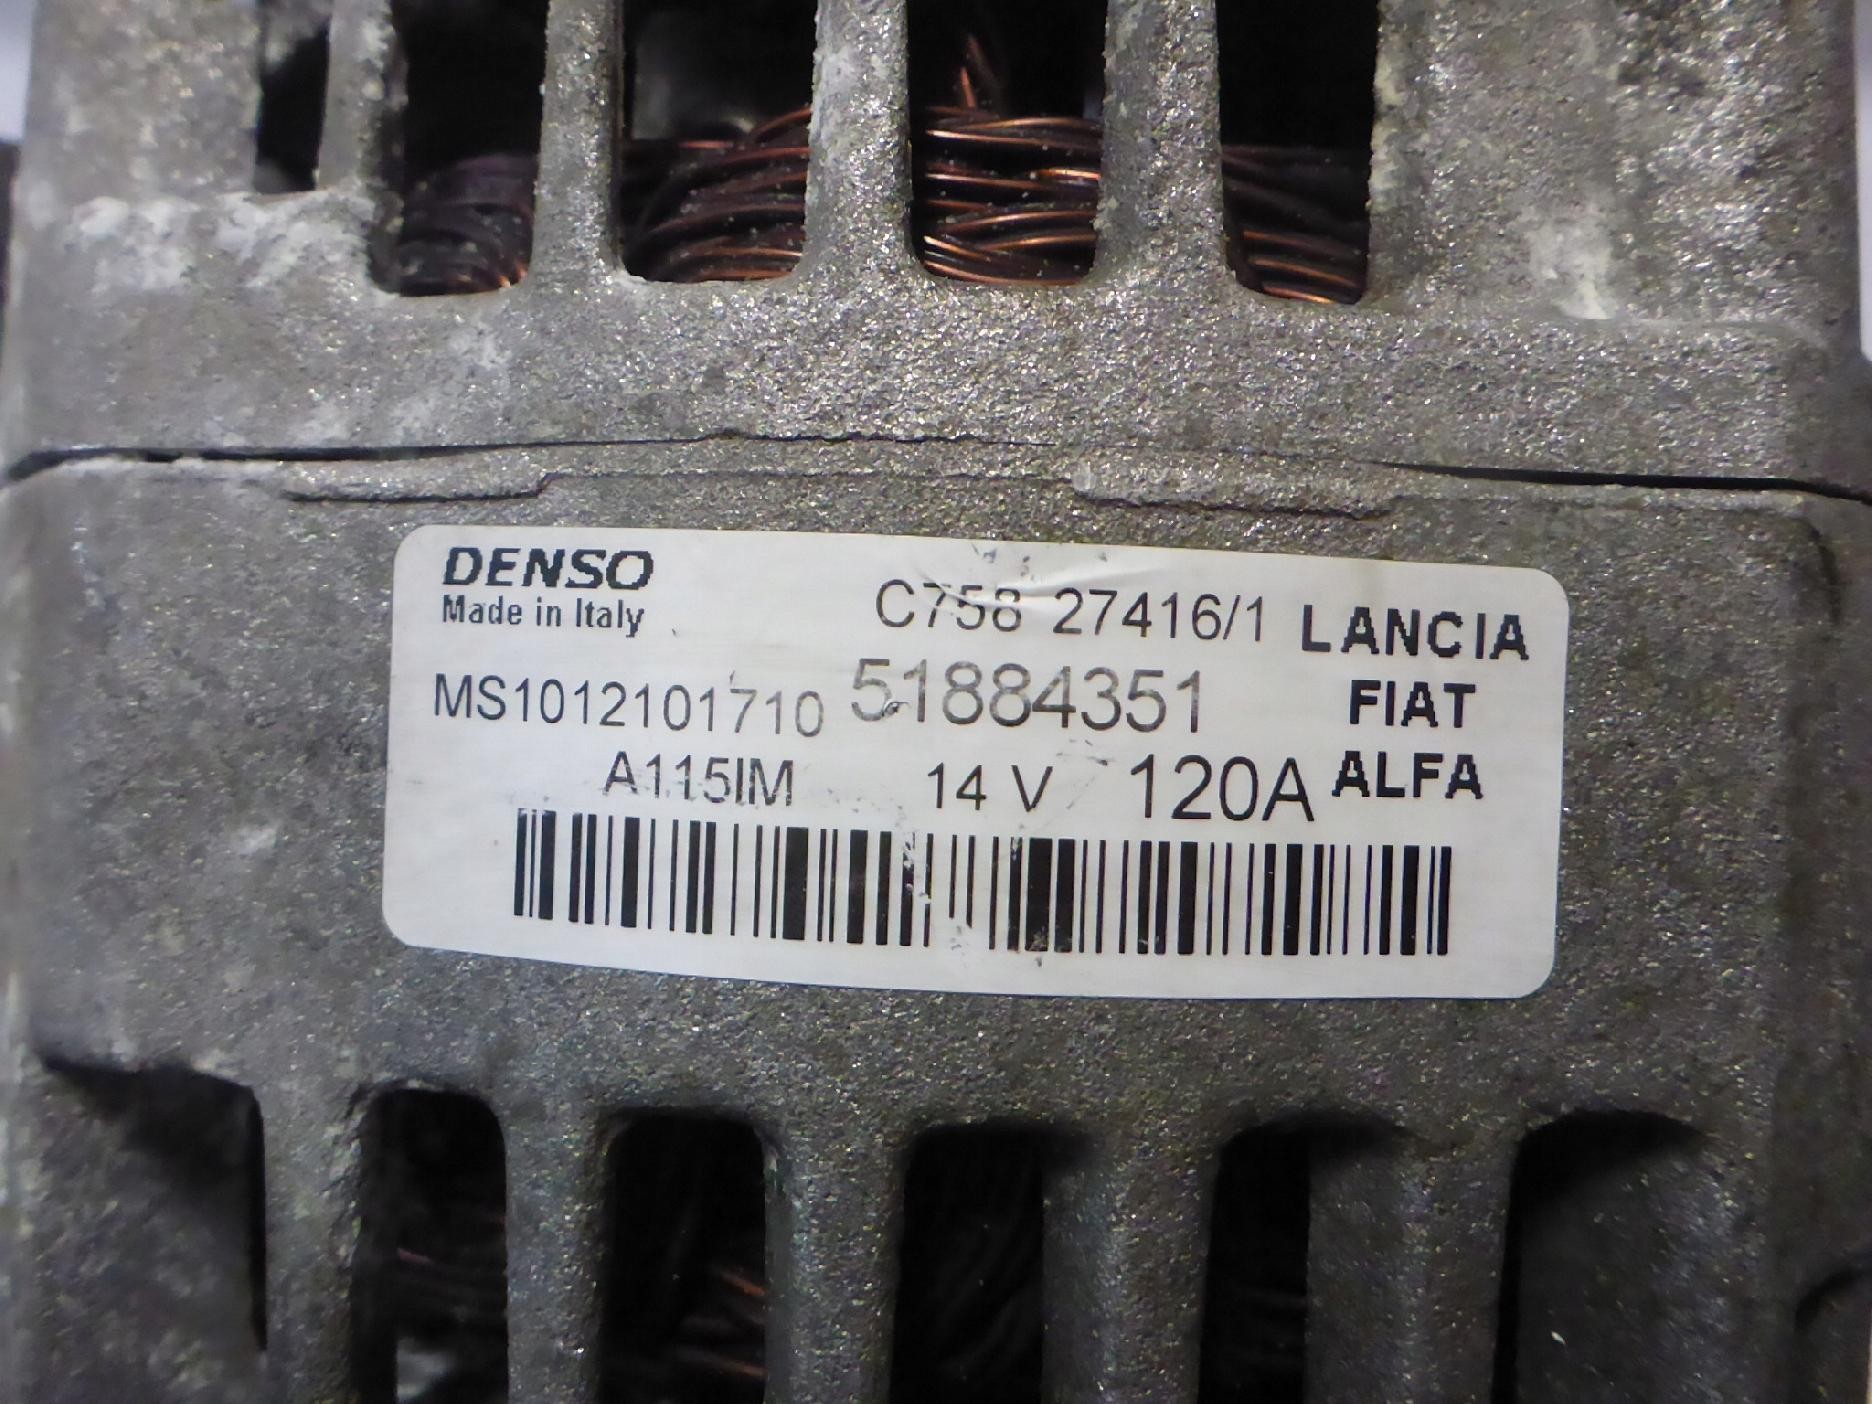 DENSO
Made in Italy
C758 27416/1 LANCIA
MS1012101710 51884351 FIAT
A115IM 14 V 120A ALFA